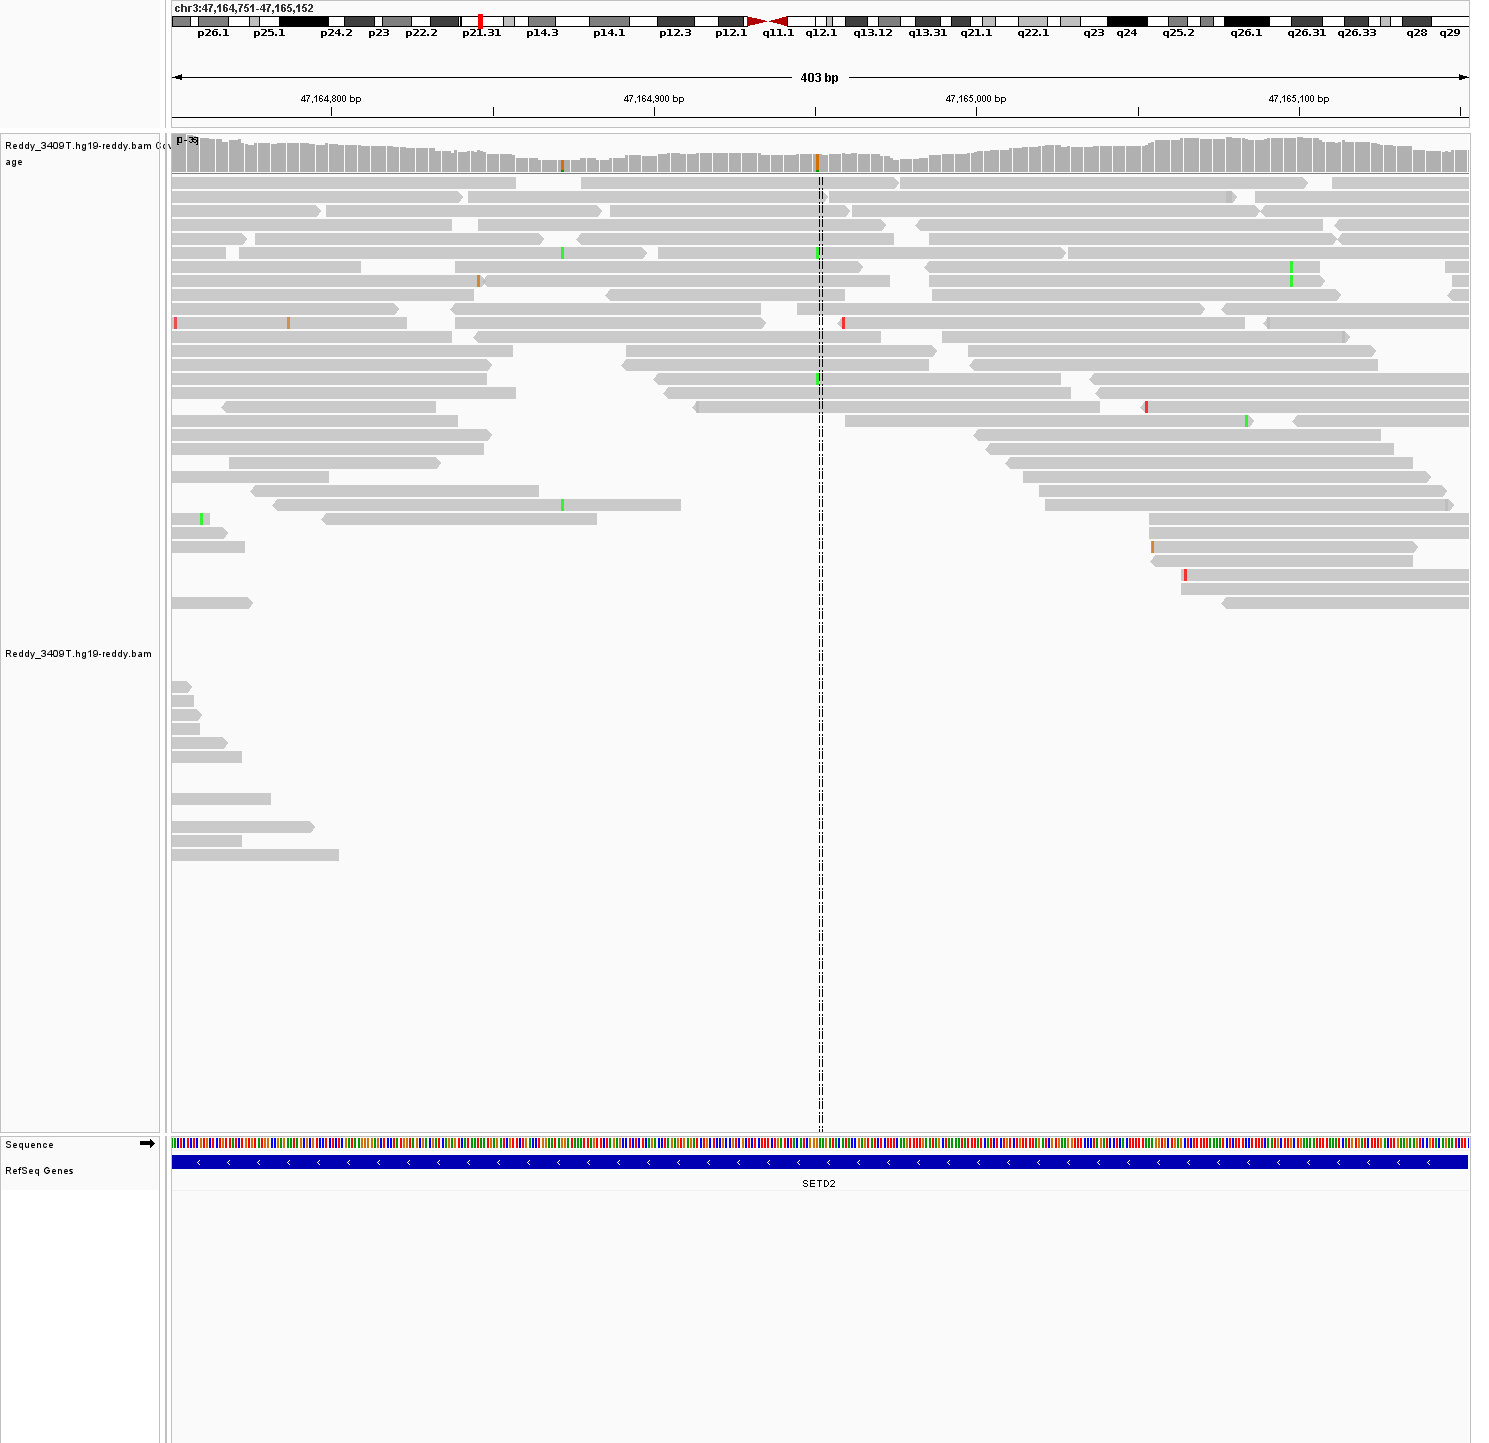 chr3:47,164,751-47,165,152
p26.1 p25.1 p24.2 p23 p22.2 p21.31 p14.3 p14.1 p12.3 p12.1 q11.1 q12.1 q13.12 q13.31 q21.1 q22.1 q23 q24 q25.2 q26.1 q26.31 q26.33 q28 q29
403 bp
47,164,800 bp 47,164,900 bp 47,165,000 bp 47,165,100 bp
Reddy_3409T.hg19-reddy.bam Cov
age
Reddy_3409T.hg19-reddy.bam
Sequence
RefSeq Genes
SETD2